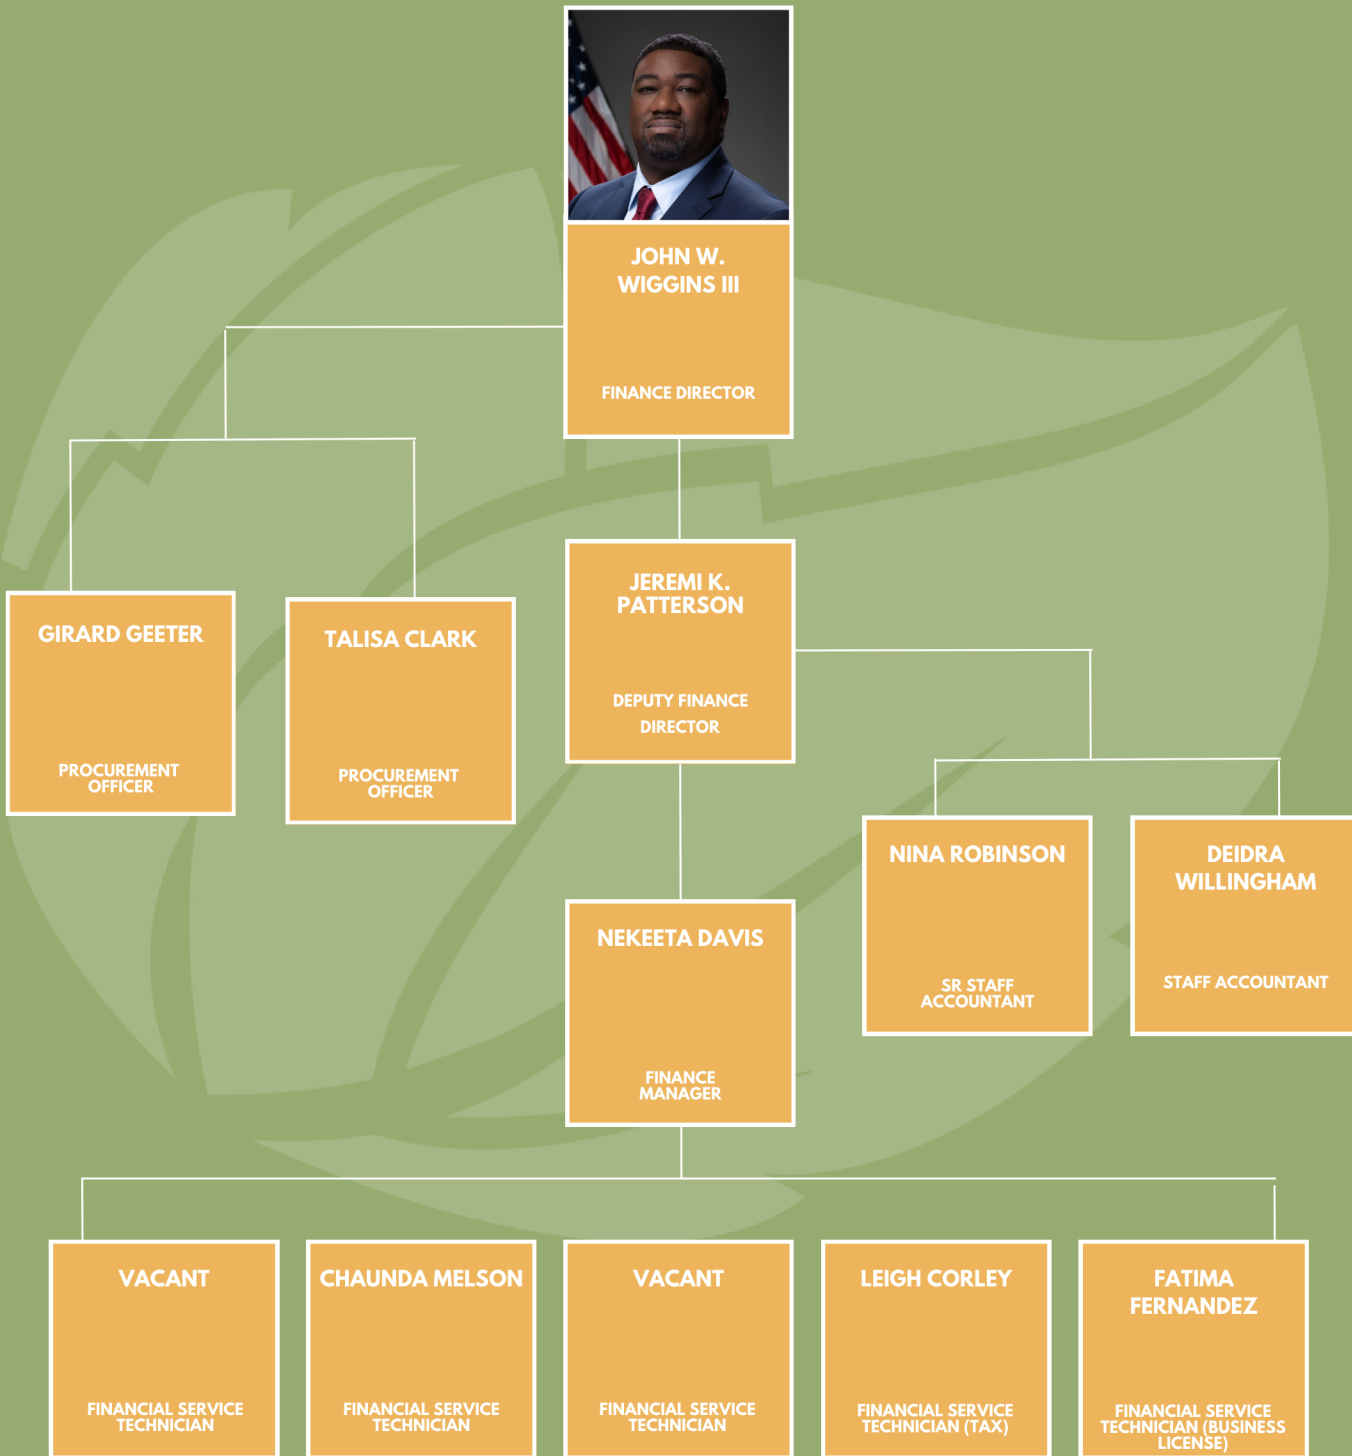 JOHN W.
WIGGINS III
FINANCE DIRECTOR
JEREMI K.
PATTERSON
DEPUTY FINANCE
DIRECTOR
GIRARD GEETER
PROCUREMENT
OFFICER
TALISA CLARK
PROCUREMENT
OFFICER
NINA ROBINSON
SR STAFF
ACCOUNTANT
DEIDRA
WILLINGHAM
STAFF ACCOUNTANT
NEKEETA DAVIS
FINANCE
MANAGER
VACANT
FINANCIAL SERVICE
TECHNICIAN
CHAUNDA MELSON
FINANCIAL SERVICE
TECHNICIAN
VACANT
FINANCIAL SERVICE
TECHNICIAN
LEIGH CORLEY
FINANCIAL SERVICE
TECHNICIAN (TAX)
FATIMA
FERNANDEZ
FINANCIAL SERVICE
TECHNICIAN (BUSINESS
LICENSE)